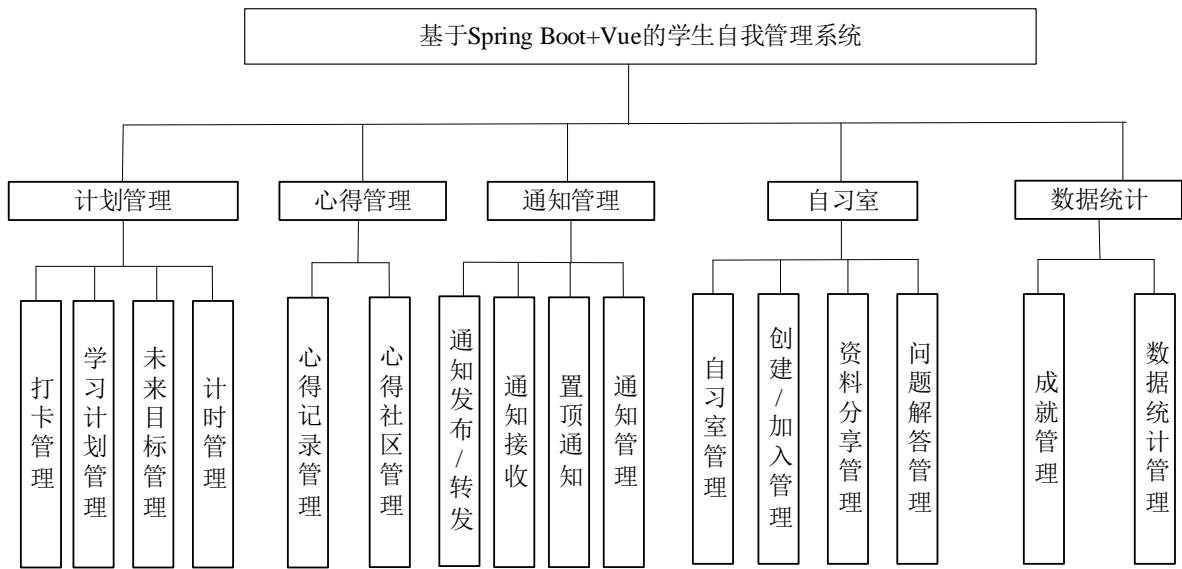 基于Spring Boot+Vue的学生自我管理系统
计划管理
心得管理
通知管理
自习室
数据统计
打卡管理
学习计划管理
未来目标管理
计时管理
心得记录管理
心得社区管理
通知发布/转发
通知接收
置顶通知
通知管理
自习室管理
创建/加入管理
资料分享管理
问题解答管理
成就管理
数据统计管理